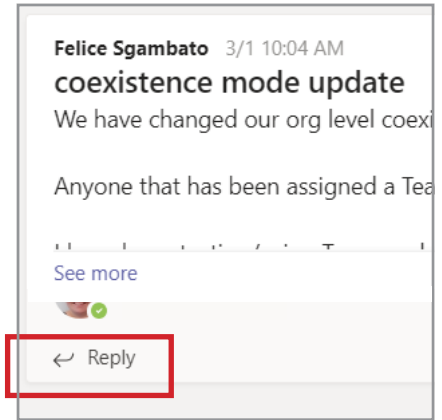 Felice Sgambato 3/1 10:04 AM
coexistence mode update
We have changed our org level coexi
Anyone that has been assigned a Tea
See more
Reply